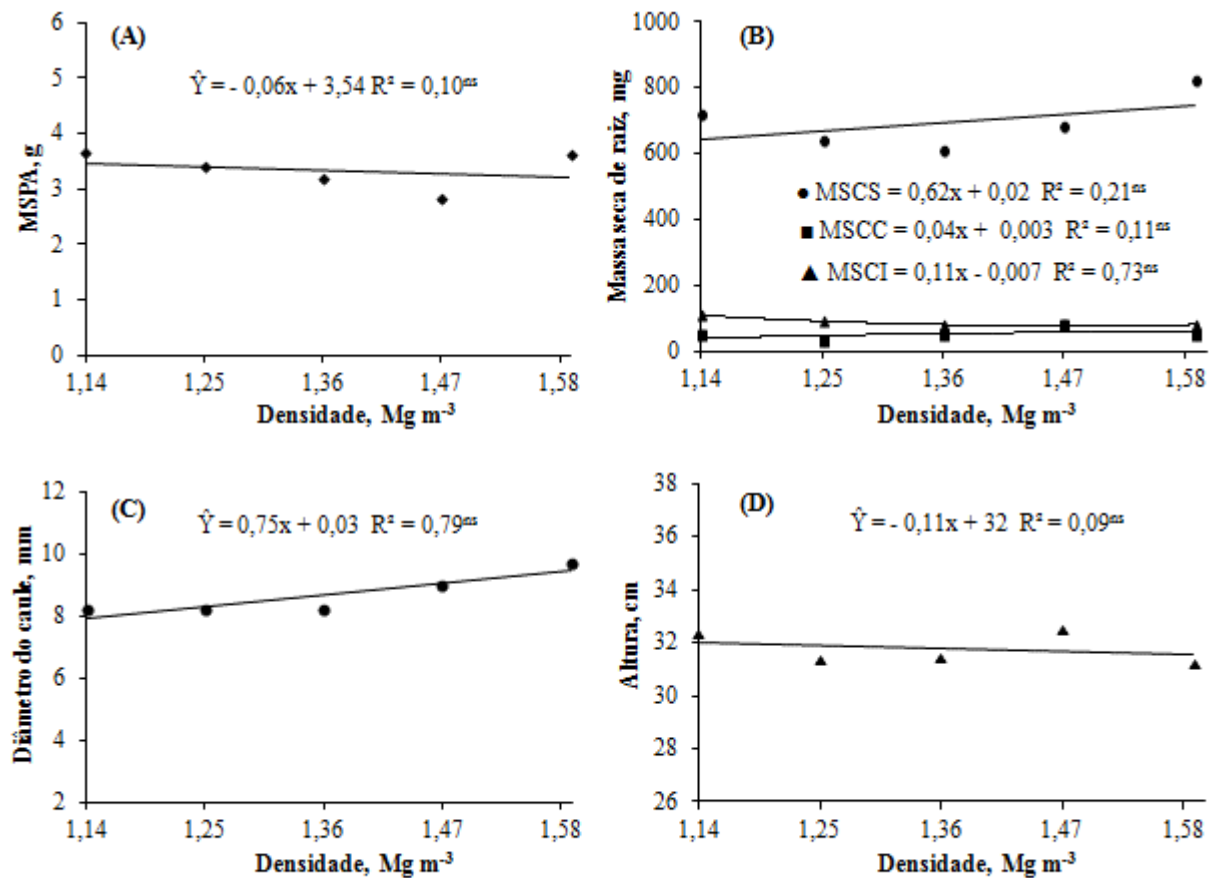 (A)
Ŷ = - 0,06x + 3,54 R² = 0,10ⁿˢ
MSPA, g
6
5
4
3
2
1
0
1,14 1,25 1,36 1,47 1,58
Densidade, Mg m⁻³
(B)
Massa seca de raiz, mg
1000
800
600
400
200
0
MSCS = 0,62x + 0,02 R² = 0,21ⁿˢ
MSCC = 0,04x + 0,003 R² = 0,11ⁿˢ
MSCI = 0,11x - 0,007 R² = 0,73ⁿˢ
1,14 1,25 1,36 1,47 1,58
Densidade, Mg m⁻³
(C)
Ŷ = 0,75x + 0,03 R² = 0,79ⁿˢ
Diâmetro do caule, mm
12
10
8
6
4
2
1,14 1,25 1,36 1,47 1,58
Densidade, Mg m⁻³
(D)
Ŷ = - 0,11x + 32 R² = 0,09ⁿˢ
Altura, cm
38
36
34
32
30
28
26
1,14 1,25 1,36 1,47 1,58
Densidade, Mg m⁻³